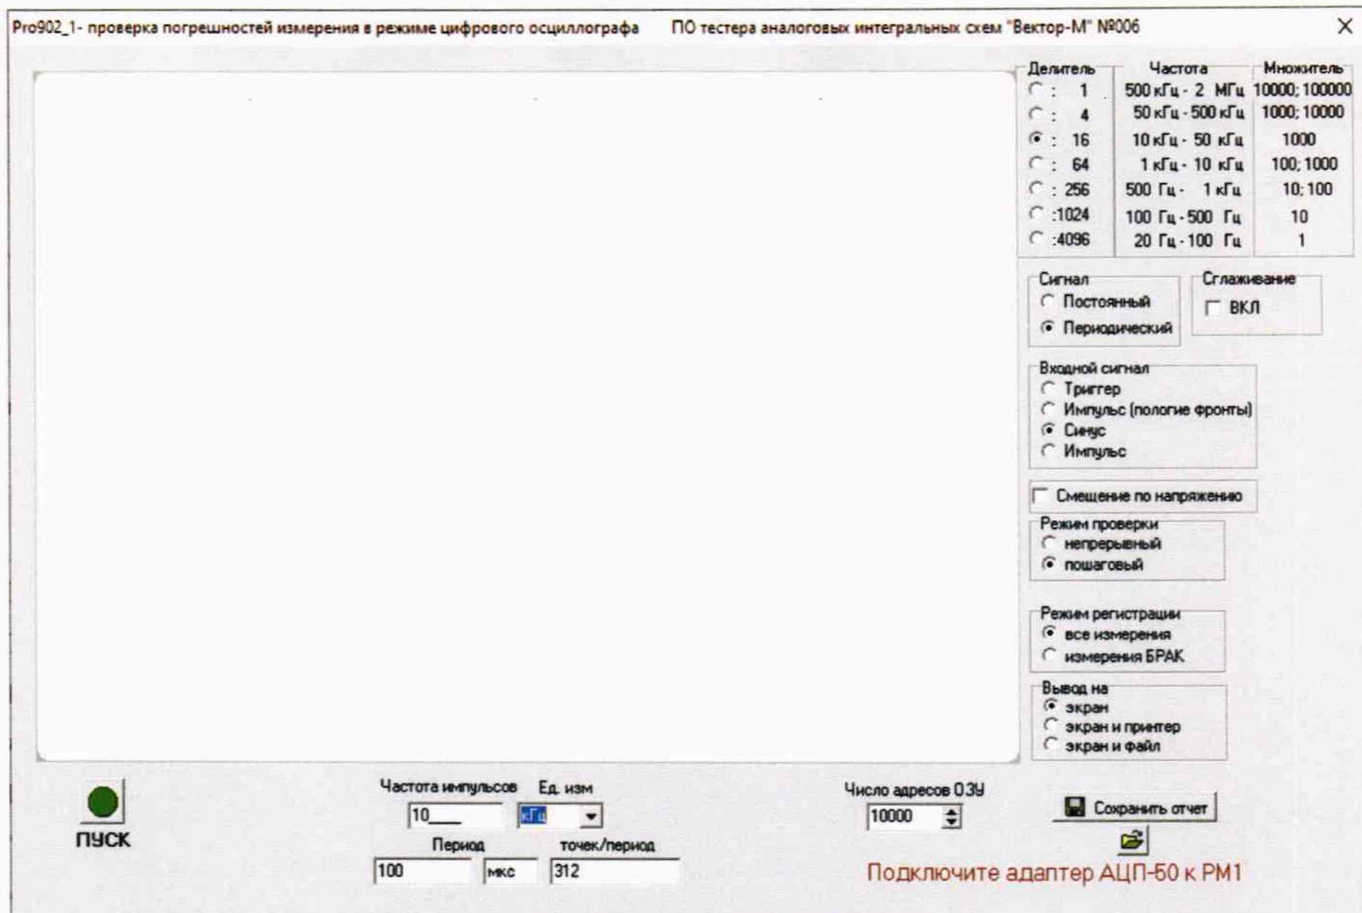 Pro902_1- проверка погрешностей измерения в режиме цифрового осциллографа ПО тестера аналоговых интегральных схем "Вектор-М" №006
Делитель Частота Множитель
: 1 500 кГц - 2 МГц 10000; 100000
: 4 50 кГц - 500 кГц 1000; 10000
: 16 10 кГц - 50 кГц 1000
: 64 1 кГц - 10 кГц 100; 1000
: 256 500 Гц - 1 кГц 10; 100
:1024 100 Гц - 500 Гц 10
:4096 20 Гц - 100 Гц 1
Сигнал
Постоянный
Периодический
Сглаживание
ВКЛ
Входной сигнал
Триггер
Импульс (пологие фронты)
Синус
Импульс
Смещение по напряжению
Режим проверки
непрерывный
пошаговый
Режим регистрации
все измерения
измерения БРАК
Вывод на
экран
экран и принтер
экран и файл
ПУСК
Частота импульсов Ед. изм
10___ кГц
Период точек/период
100 мкс 312
Число адресов ОЗУ
10000
Сохранить отчет
Подключите адаптер АЦП-50 к РМ1